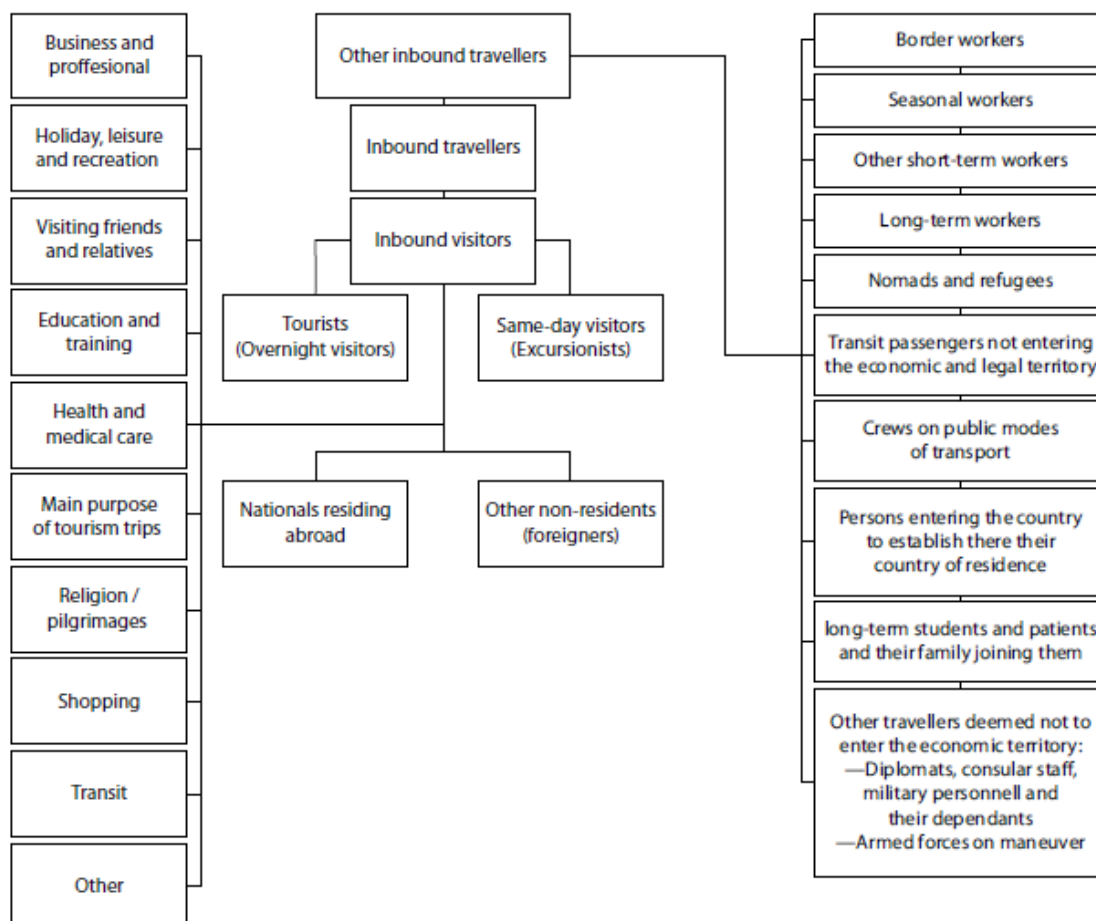 Business and
proffesional
Holiday, leisure
and recreation
Visiting friends
and relatives
Education and
training
Health and
medical care
Main purpose
of tourism trips
Religion /
pilgrimages
Shopping
Transit
Other
Other inbound travellers
Inbound travellers
Inbound visitors
Tourists
(Overnight visitors)
Same-day visitors
(Excursionists)
Nationals residing
abroad
Other non-residents
(foreigners)
Border workers
Seasonal workers
Other short-term workers
Long-term workers
Nomads and refugees
Transit passengers not entering
the economic and legal territory
Crews on public modes
of transport
Persons entering the country
to establish there their
country of residence
long-term students and patients
and their family joining them
Other travellers deemed not to
enter the economic territory:
—Diplomats, consular staff,
military personnell and
their dependants
—Armed forces on maneuver